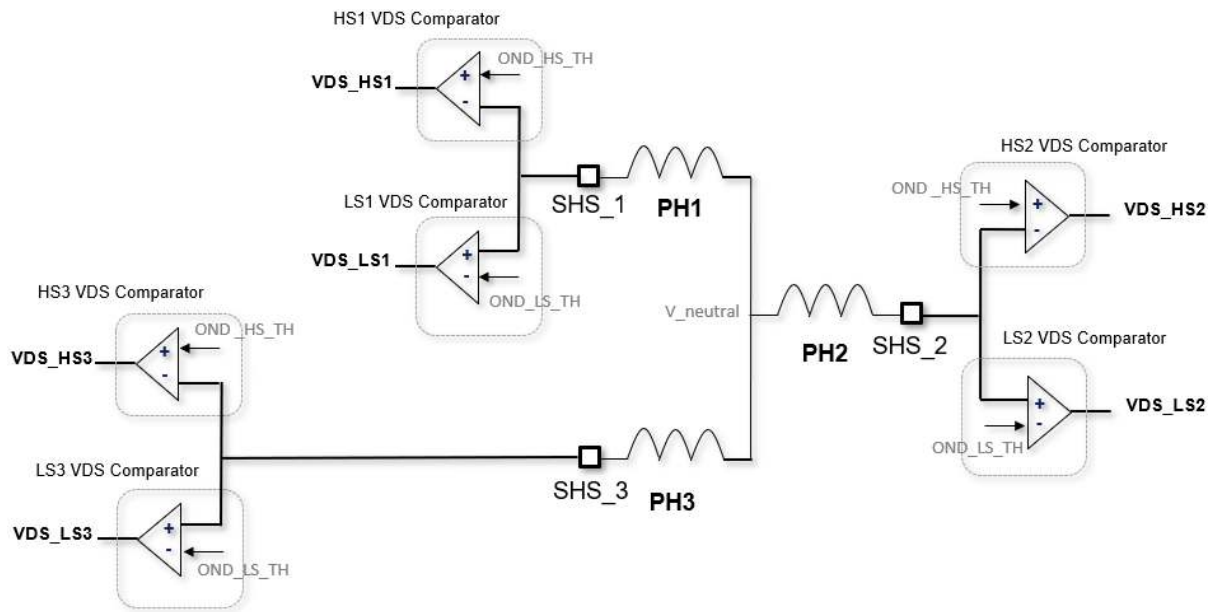 HS1 VDS Comparator
OND_HS_TH
+
VDS_HS1
-
LS1 VDS Comparator
SHS_1
PH1
+
VDS_LS1
-
OND_LS_TH
HS2 VDS Comparator
OND_HS_TH
+
VDS_HS2
-
V_neutral
PH2
SHS_2
LS2 VDS Comparator
+
VDS_LS2
-
OND_LS_TH
HS3 VDS Comparator
OND_HS_TH
+
VDS_HS3
-
LS3 VDS Comparator
SHS_3
PH3
+
VDS_LS3
-
OND_LS_TH